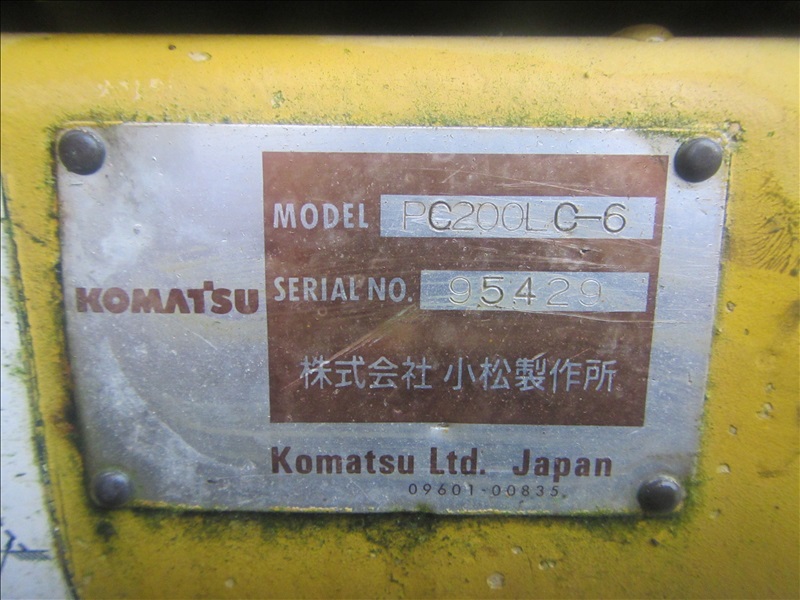 MODEL PC200LC-6
KOMATSU
SERIAL NO. 95429
株式会社 小松製作所
Komatsu Ltd. Japan
09601-00835